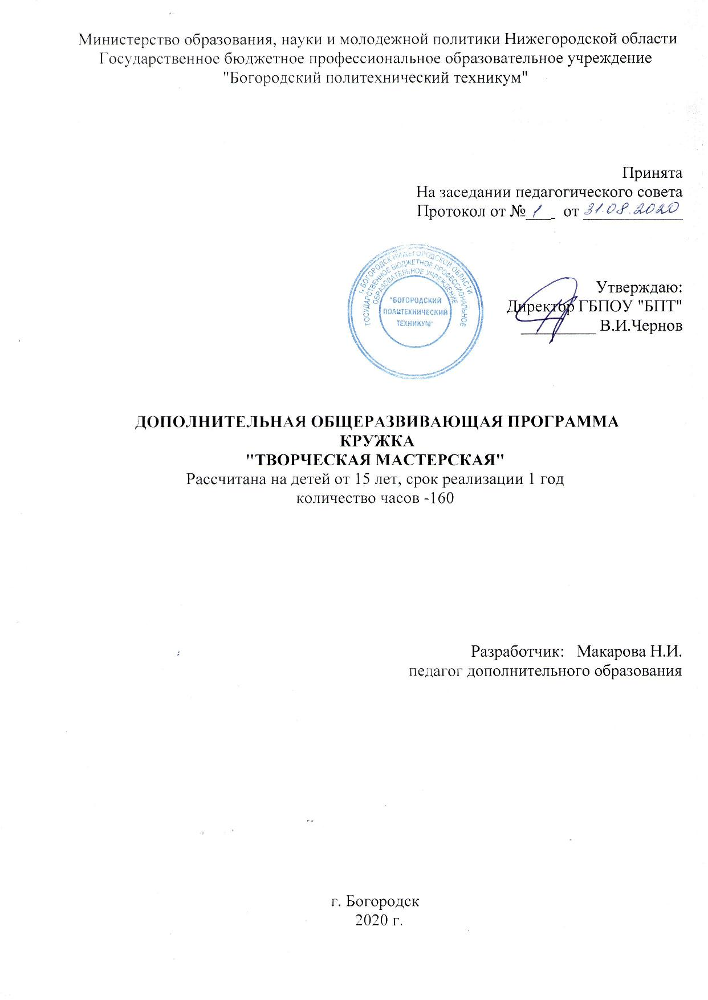 Министерство образования, науки и молодежной политики Нижегородской области
Государственное бюджетное профессиональное образовательное учреждение
"Богородский политехнический техникум"
Принята
На заседании педагогического совета
Протокол от №_1_ от 31.08.2020
г. БОГОРОДСК НИЖЕГОРОДСКОЙ ОБЛАСТИ
ГОСУДАРСТВЕННОЕ БЮДЖЕТНОЕ ПРОФЕССИОНАЛЬНОЕ
ОБРАЗОВАТЕЛЬНОЕ УЧРЕЖДЕНИЕ
"БОГОРОДСКИЙ
ПОЛИТЕХНИЧЕСКИЙ
ТЕХНИКУМ"
Утверждаю:
Директор ГБПОУ "БПТ"
_________ В.И.Чернов
ДОПОЛНИТЕЛЬНАЯ ОБЩЕРАЗВИВАЮЩАЯ ПРОГРАММА
КРУЖКА
"ТВОРЧЕСКАЯ МАСТЕРСКАЯ"
Рассчитана на детей от 15 лет, срок реализации 1 год
количество часов -160
Разработчик: Макарова Н.И.
педагог дополнительного образования
г. Богородск
2020 г.